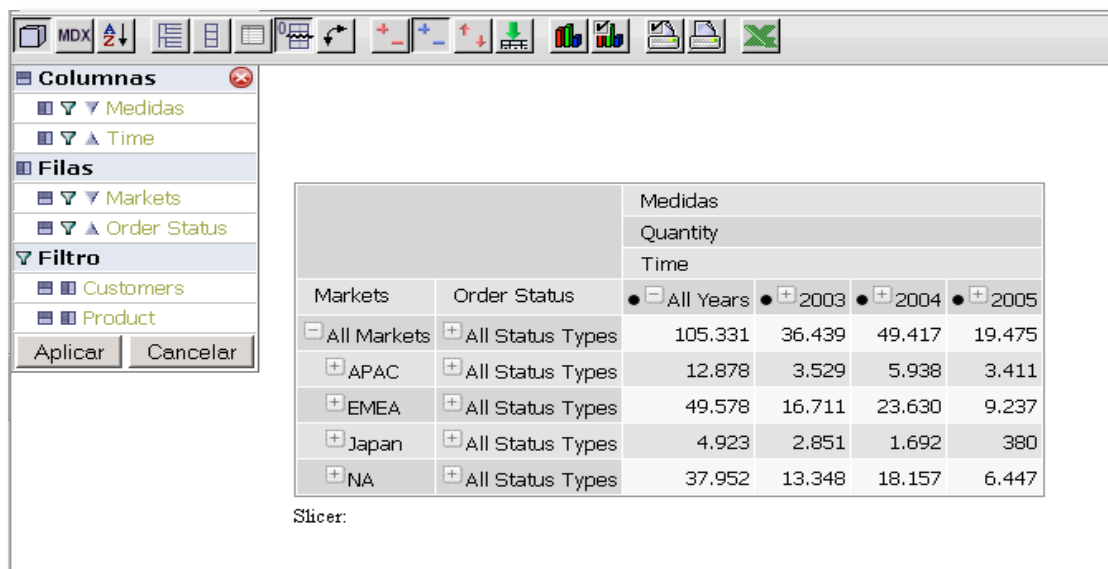 MDX A Z 0
Columnas
Medidas
Time
Filas
Markets
Order Status
Filtro
Customers
Product
Aplicar Cancelar
Medidas
Quantity
Time
Markets Order Status All Years 2003 2004 2005
All Markets All Status Types 105.331 36.439 49.417 19.475
APAC All Status Types 12.878 3.529 5.938 3.411
EMEA All Status Types 49.578 16.711 23.630 9.237
Japan All Status Types 4.923 2.851 1.692 380
NA All Status Types 37.952 13.348 18.157 6.447
Slicer: